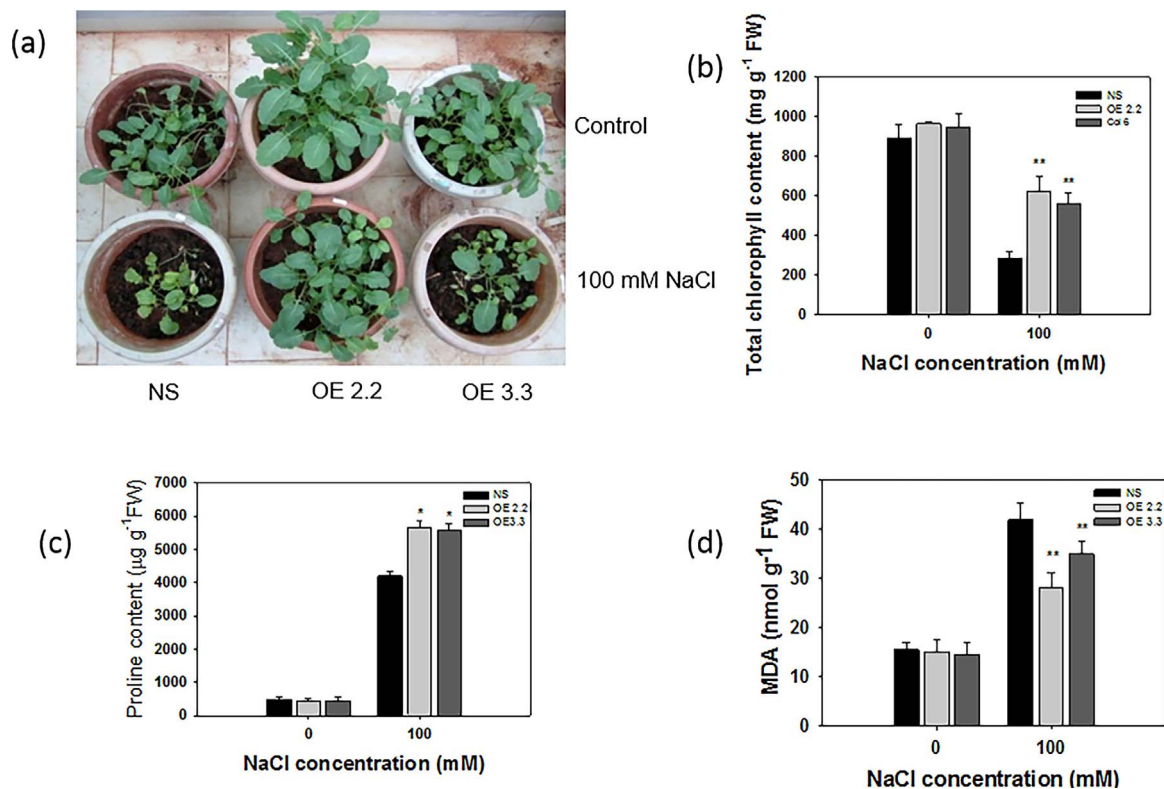 (a)
Control
100 mM NaCl
NS OE 2.2 OE 3.3
(b)
Total chlorophyll content (mg g⁻¹ FW)
1200
1000
800
600
400
200
0
NS
OE 2.2
Col 6
** **
0 100
NaCl concentration (mM)
(c)
Proline content (µg g⁻¹FW)
7000
6000
5000
4000
3000
2000
1000
0
NS
OE 2.2
OE3.3
* *
0 100
NaCl concentration (mM)
(d)
MDA (nmol g⁻¹ FW)
50
40
30
20
10
0
NS
OE 2.2
OE 3.3
** **
0 100
NaCl concentration (mM)